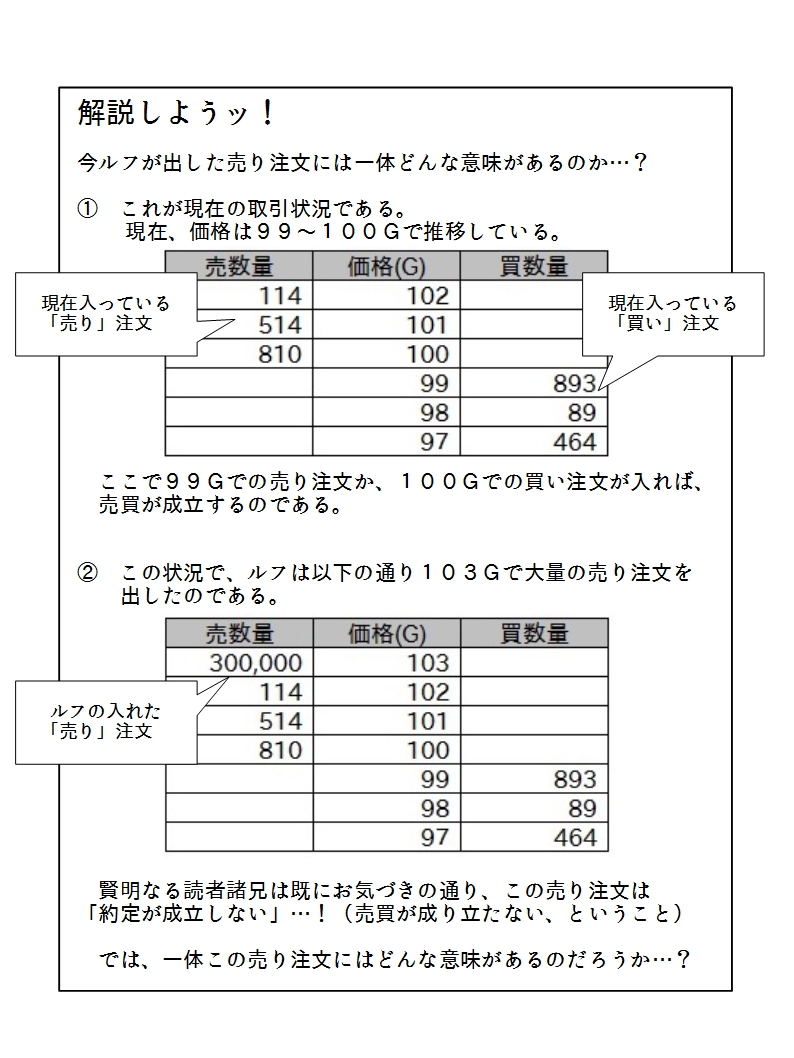 解説しようッ！
今ルフが出した売り注文には一体どんな意味があるのか…？
①　これが現在の取引状況である。
現在、価格は９９～１００Ｇで推移している。
売数量 価格(G) 買数量
114 102
514 101
810 100
99 893
98 89
97 464
現在入っている
「売り」注文
現在入っている
「買い」注文
ここで９９Ｇでの売り注文か、１００Ｇでの買い注文が入れば、
売買が成立するのである。
②　この状況で、ルフは以下の通り１０３Ｇで大量の売り注文を
出したのである。
売数量 価格(G) 買数量
300,000 103
114 102
514 101
810 100
99 893
98 89
97 464
ルフの入れた
「売り」注文
賢明なる読者諸兄は既にお気づきの通り、この売り注文は
「約定が成立しない」…！（売買が成り立たない、ということ）
では、一体この売り注文にはどんな意味があるのだろうか…？